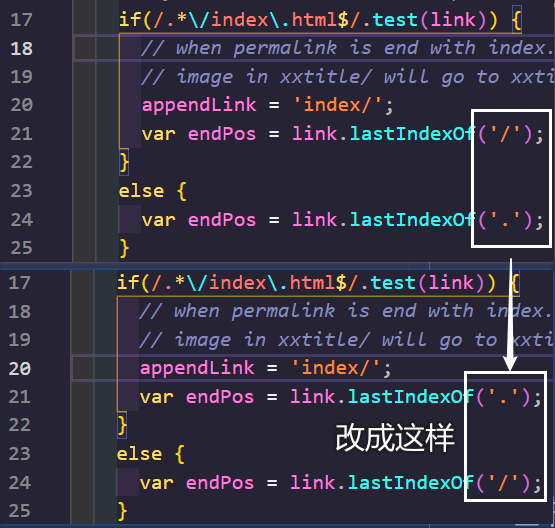 17 if(/.*\/index\.html$/.test(link)) {
18 // when permalink is end with index.
19 // image in xxtitle/ will go to xxti
20 appendLink = 'index/';
21 var endPos = link.lastIndexOf('/');
22 }
23 else {
24 var endPos = link.lastIndexOf('.');
25 }
17 if(/.*\/index\.html$/.test(link)) {
18 // when permalink is end with index.
19 // image in xxtitle/ will go to xxti
20 appendLink = 'index/';
21 var endPos = link.lastIndexOf('.');
22 }
改成这样
23 else {
24 var endPos = link.lastIndexOf('/');
25 }